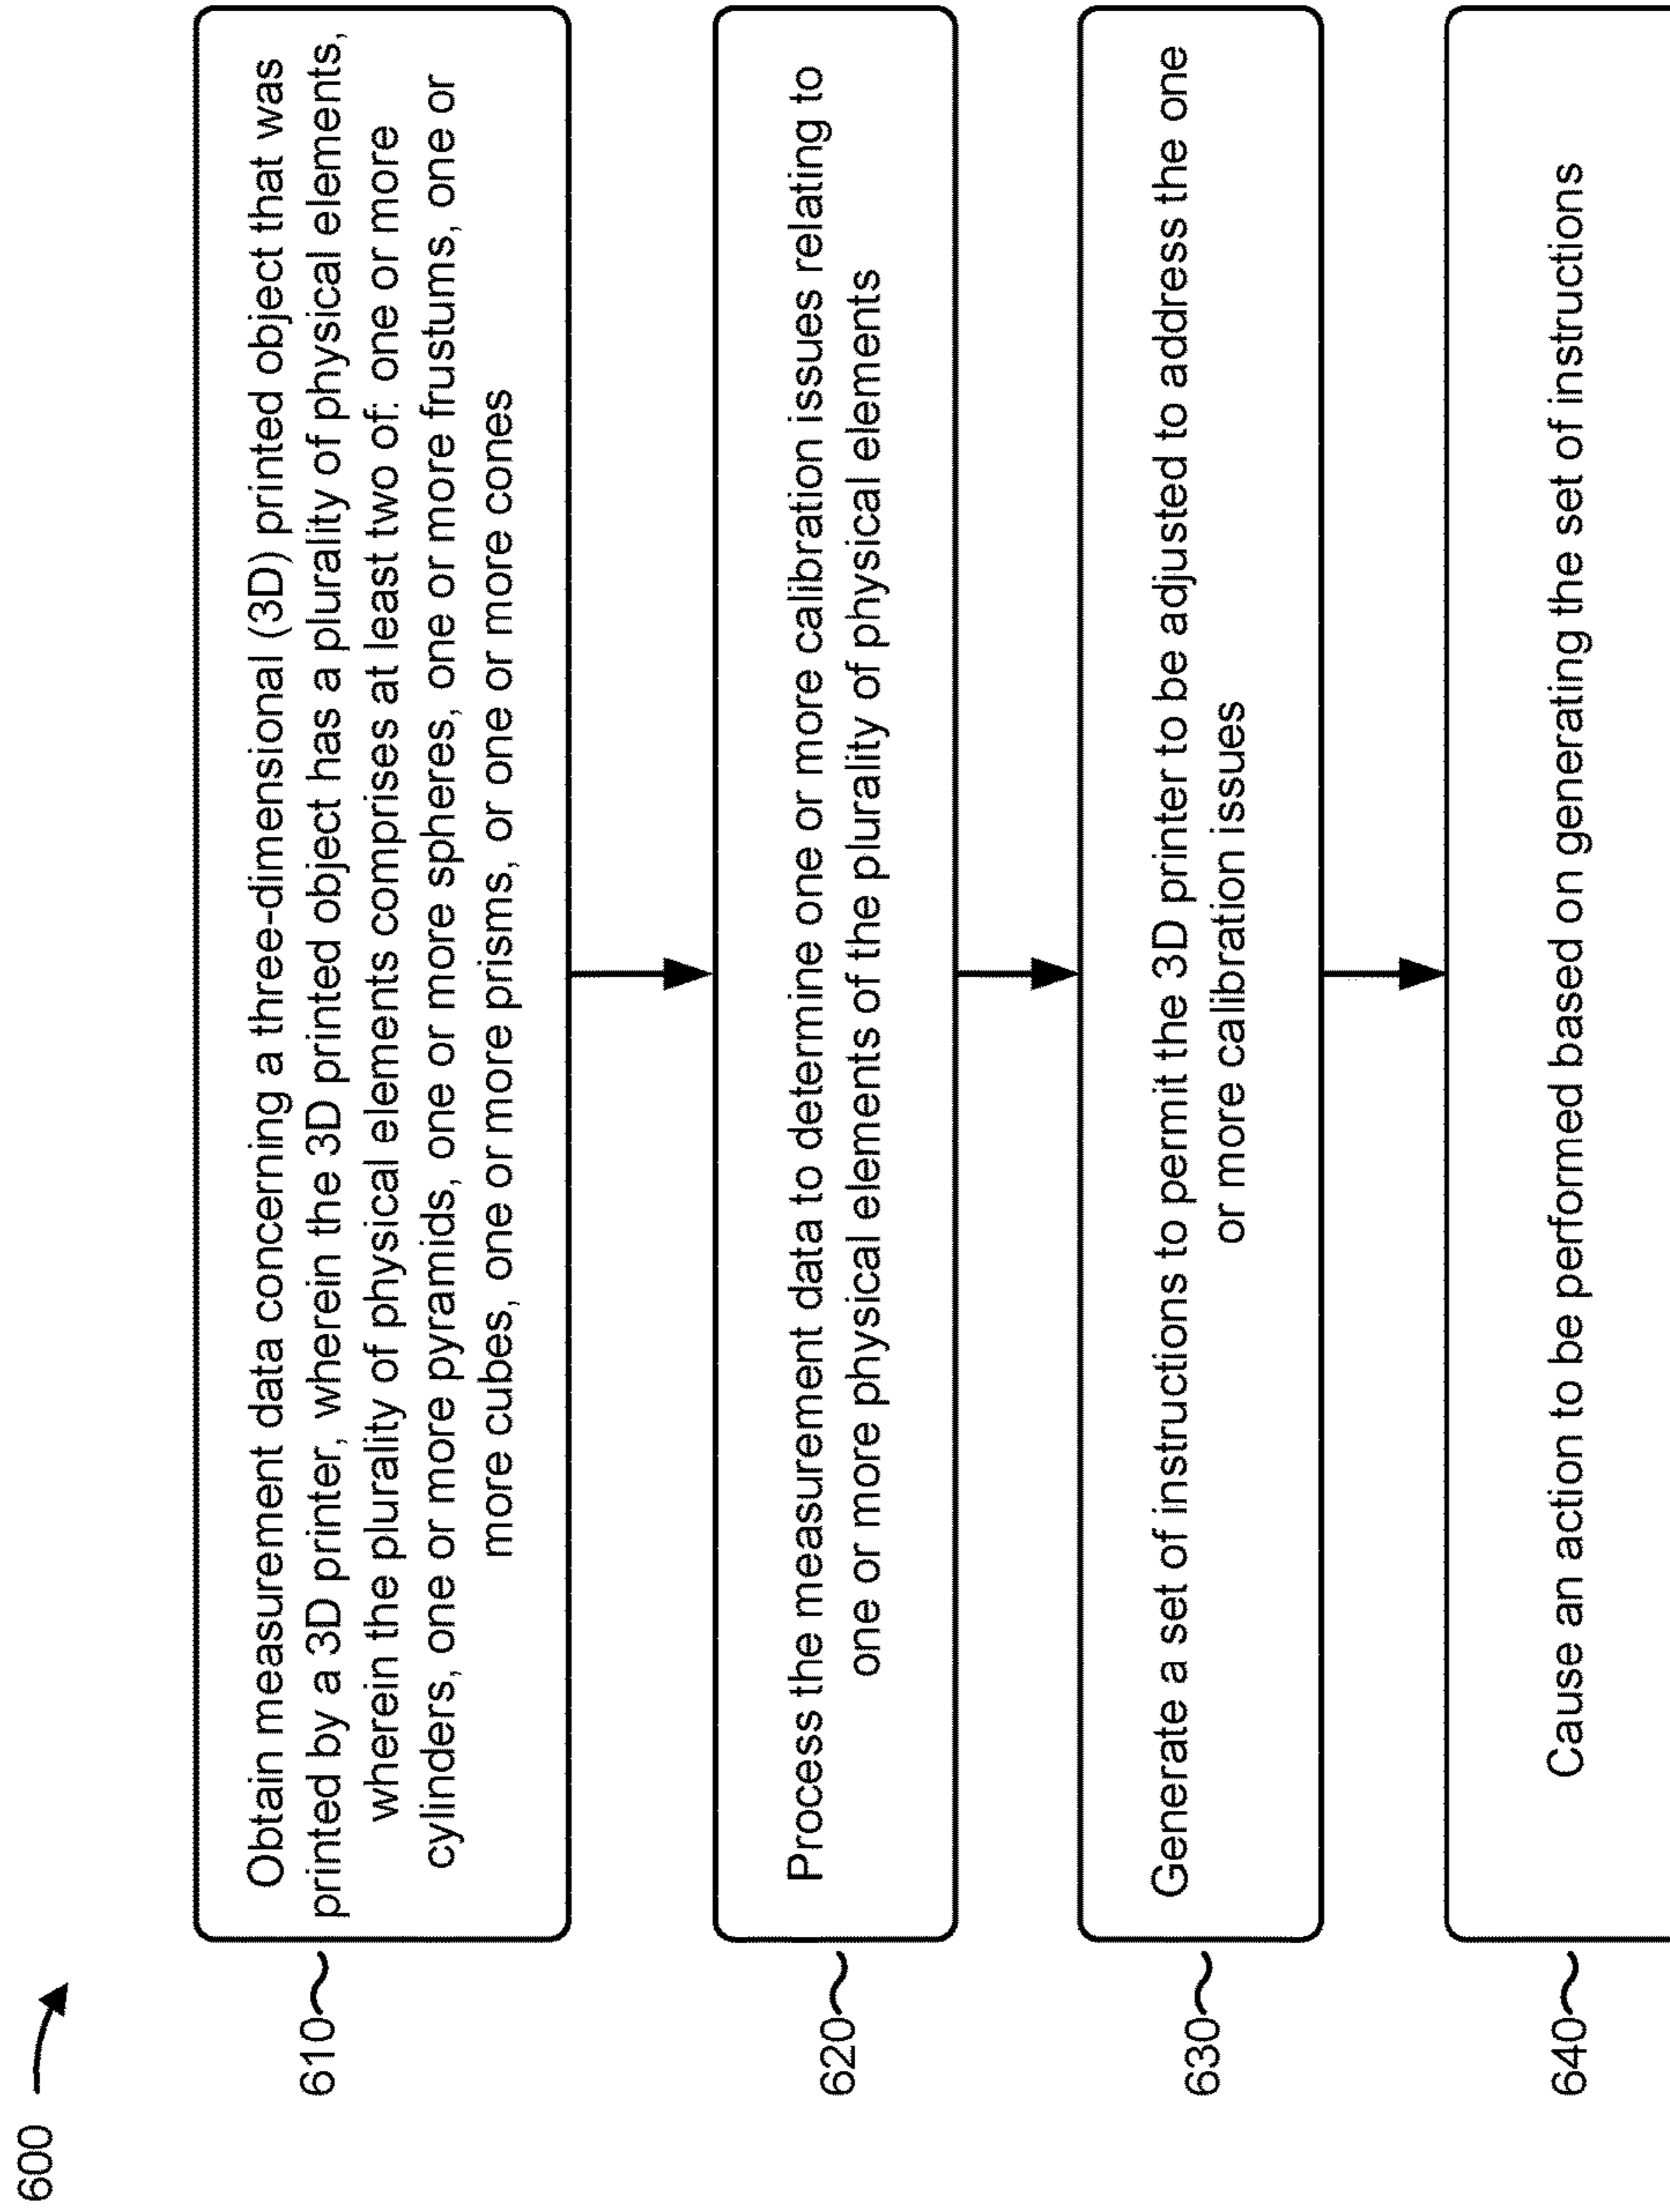 600
610
Obtain measurement data concerning a three-dimensional (3D) printed object that was
printed by a 3D printer, wherein the 3D printed object has a plurality of physical elements,
wherein the plurality of physical elements comprises at least two of: one or more
cylinders, one or more pyramids, one or more spheres, one or more frustums, one or
more cubes, one or more prisms, or one or more cones
620
Process the measurement data to determine one or more calibration issues relating to
one or more physical elements of the plurality of physical elements
630
Generate a set of instructions to permit the 3D printer to be adjusted to address the one
or more calibration issues
640
Cause an action to be performed based on generating the set of instructions